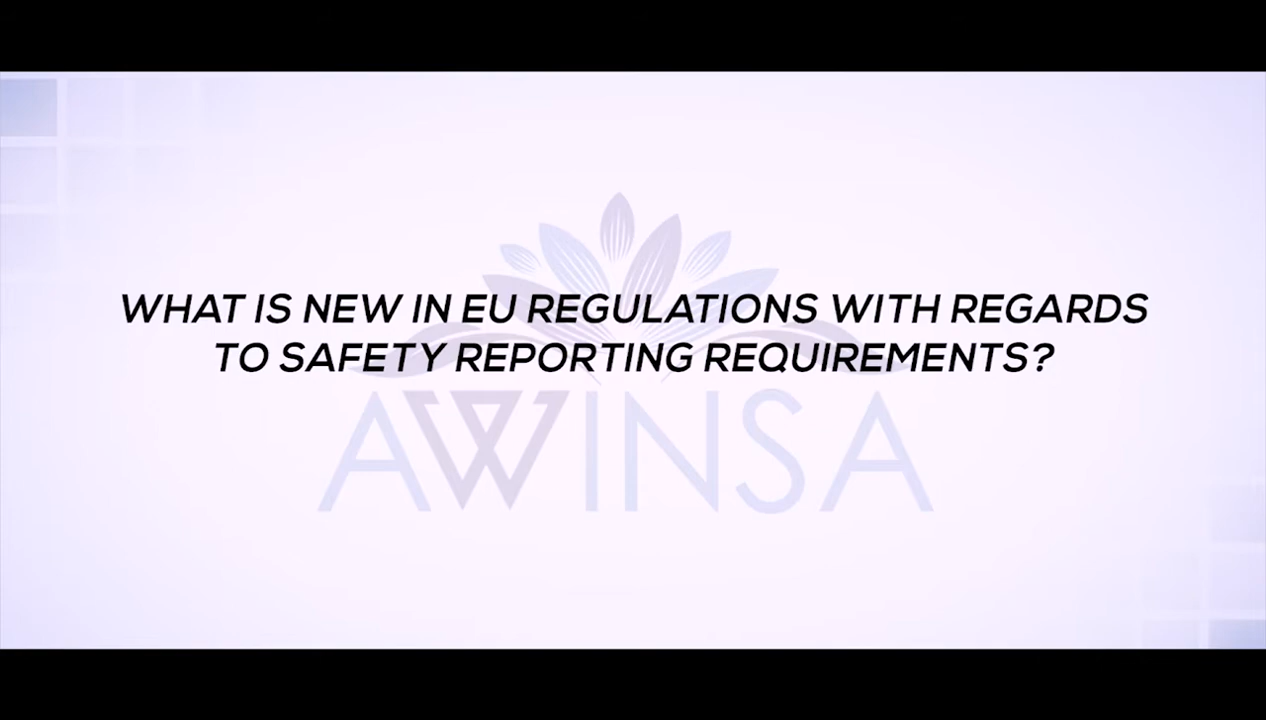 WHAT IS NEW IN EU REGULATIONS WITH REGARDS
TO SAFETY REPORTING REQUIREMENTS?
AWINSA